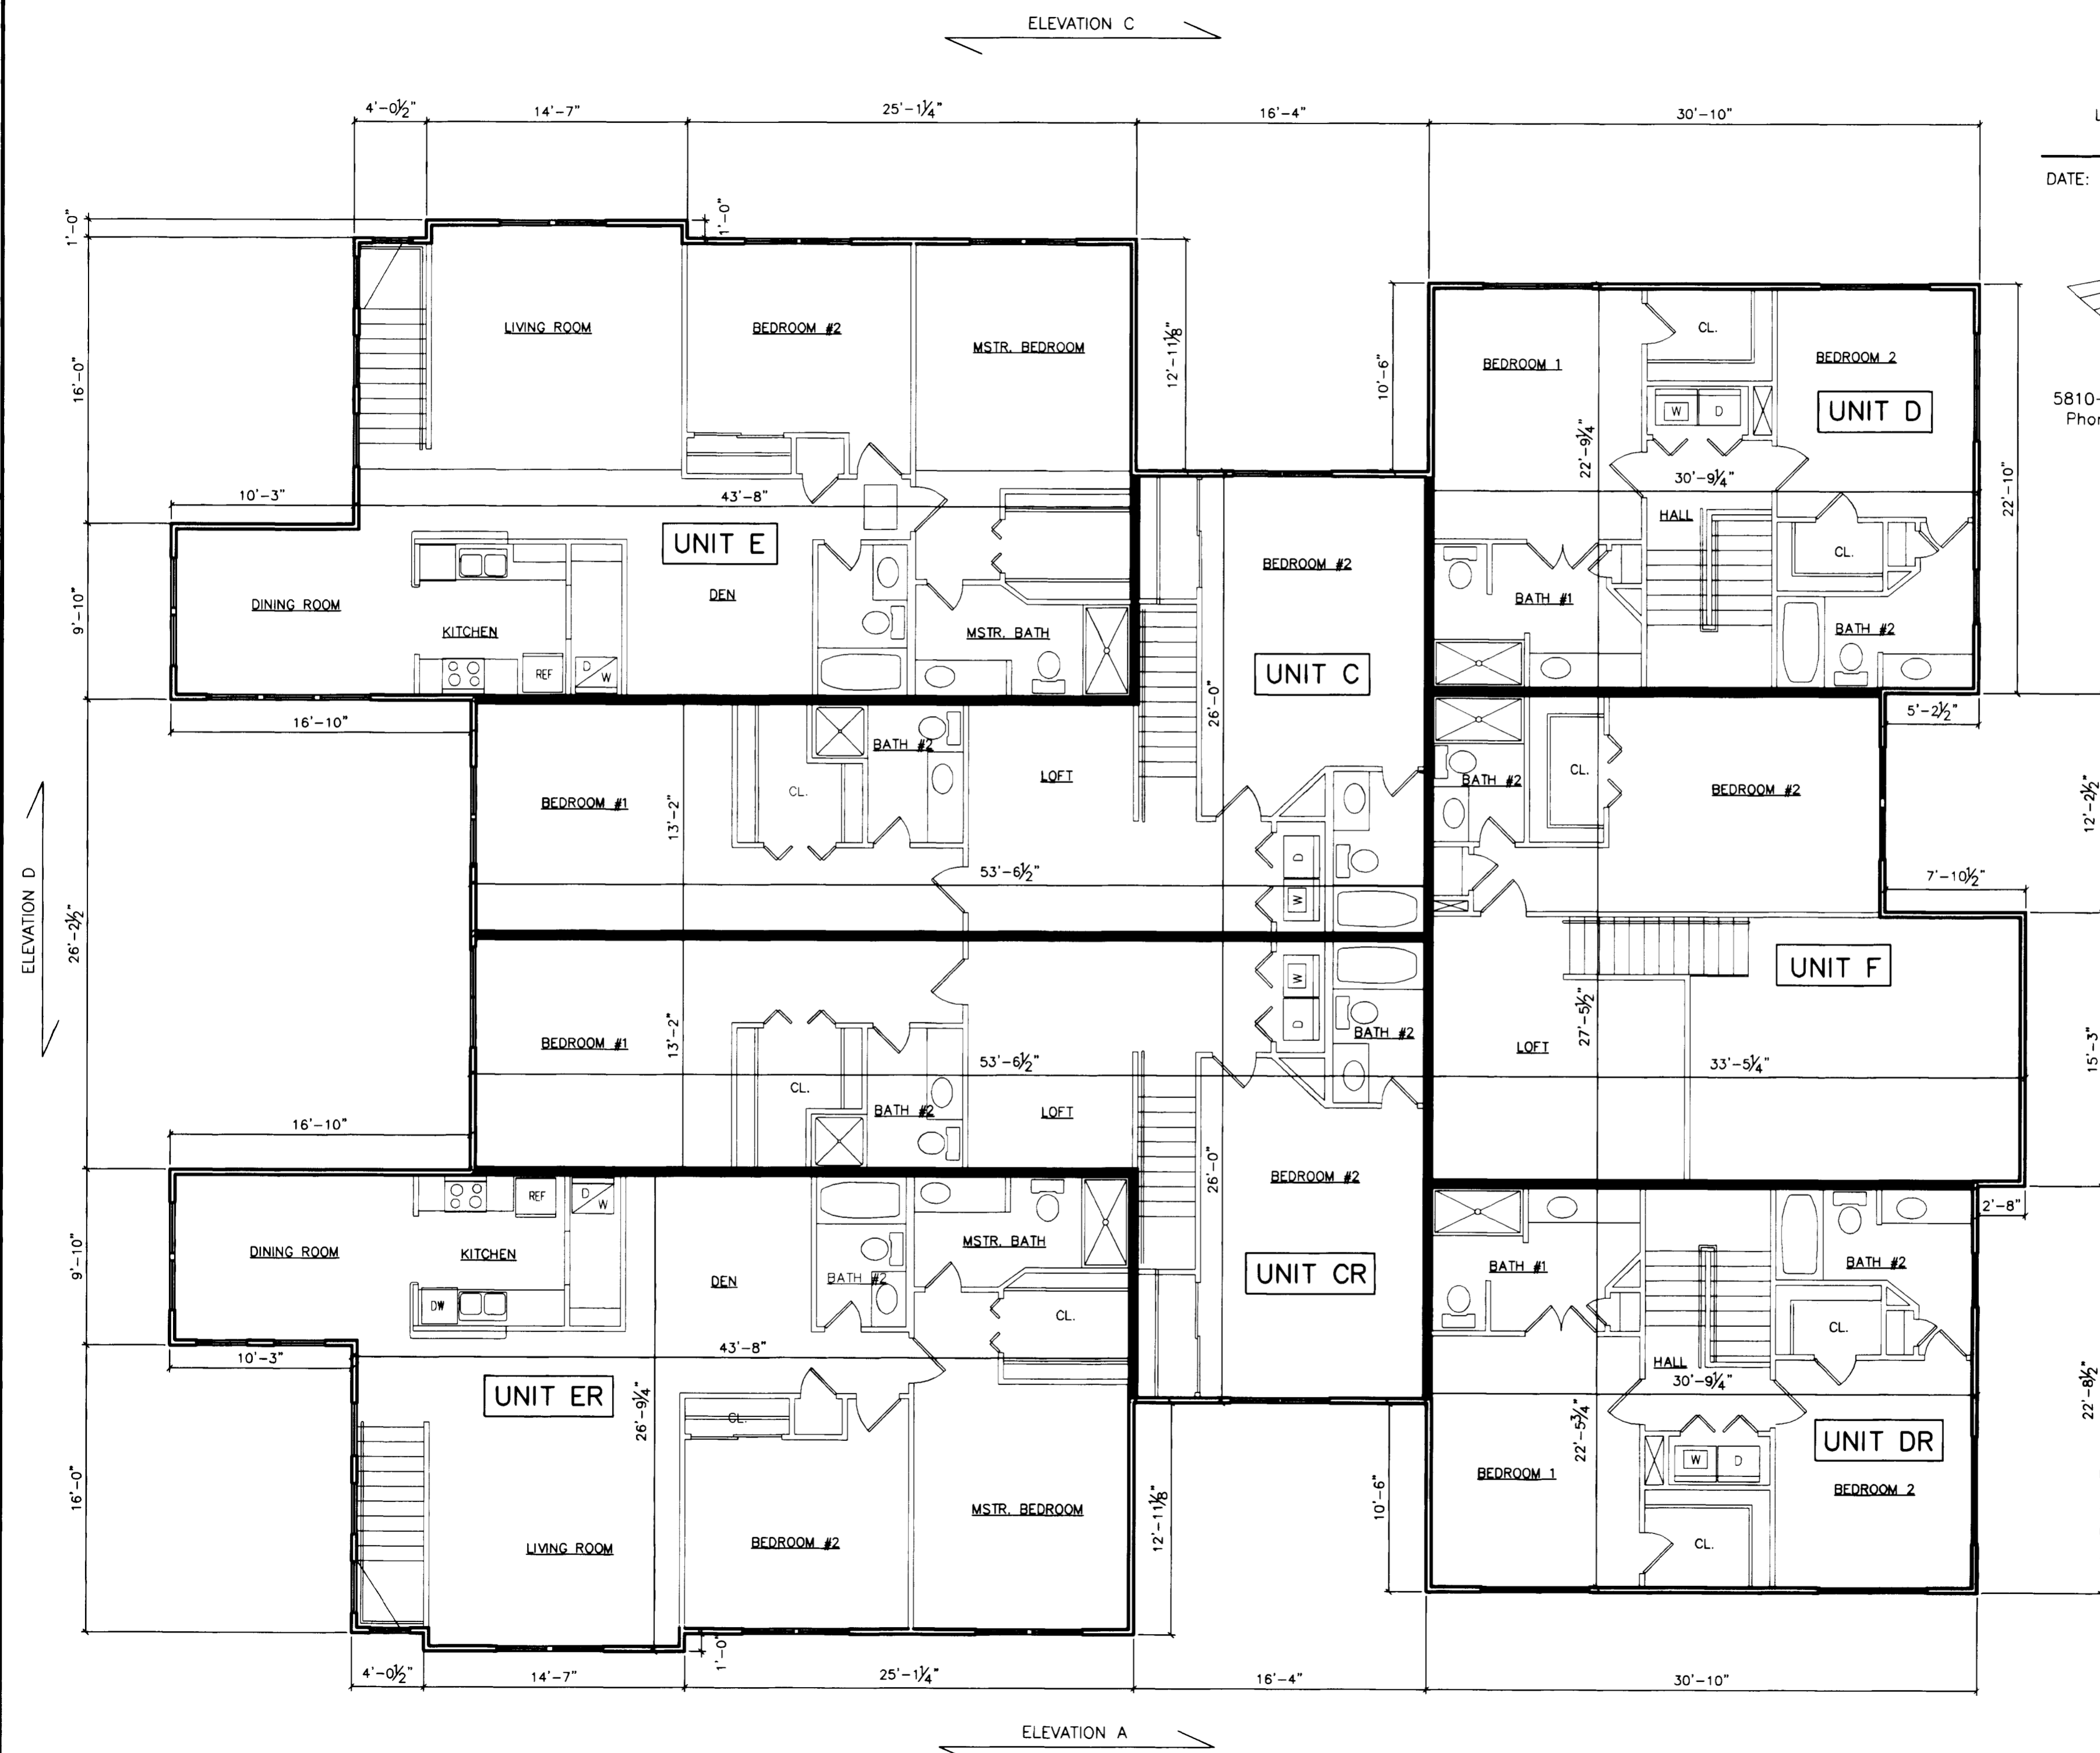 ELEVATION C
4'-0½"
14'-7"
25'-1¼"
16'-4"
30'-10"
DATE:
1'-0"
1'-0"
LIVING ROOM
BEDROOM #2
MSTR. BEDROOM
12'-11⅛"
10'-6"
BEDROOM 1
CL.
BEDROOM 2
W
D
UNIT D
16'-0"
22'-9¼"
5810-
Phor
10'-3"
43'-8"
30'-9¼"
22'-10"
HALL
UNIT E
BEDROOM #2
CL.
DINING ROOM
DEN
BATH #1
9'-10"
KITCHEN
MSTR. BATH
BATH #2
REF
D
W
UNIT C
26'-0"
16'-10"
5'-2½"
BATH #2
LOFT
CL.
BATH #2
BEDROOM #1
CL.
BEDROOM #2
13'-2"
12'-2½"
D
53'-6½"
7'-10½"
W
ELEVATION D
26'-2½"
UNIT F
W
D
27'-5½"
BEDROOM #1
13'-2"
BATH #2
LOFT
53'-6½"
33'-5¼"
15'-3"
CL.
BATH #2
LOFT
16'-10"
26'-0"
BEDROOM #2
REF
D
W
2'-8"
DINING ROOM
KITCHEN
MSTR. BATH
BATH #1
BATH #2
9'-10"
DEN
BATH #2
UNIT CR
DW
CL.
CL.
10'-3"
43'-8"
HALL
30'-9¼"
UNIT ER
26'-9¼"
CL.
22'-5¾"
22'-8½"
UNIT DR
W
D
BEDROOM 1
BEDROOM 2
16'-0"
MSTR. BEDROOM
12'-11⅛"
10'-6"
LIVING ROOM
BEDROOM #2
CL.
1'-0"
4'-0½"
14'-7"
25'-1¼"
16'-4"
30'-10"
ELEVATION A